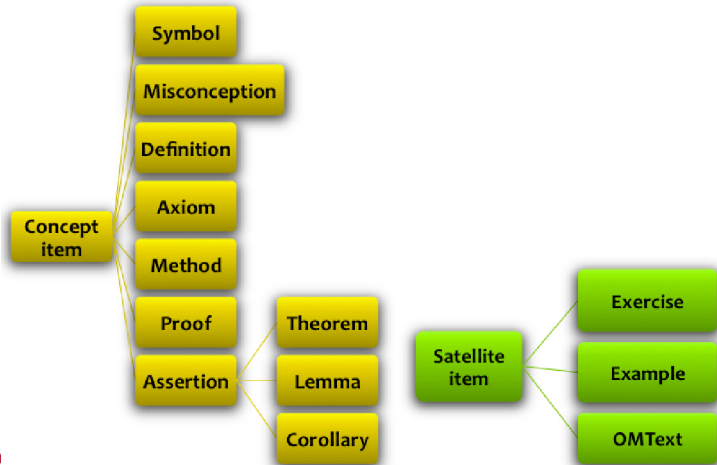 Symbol
Misconception
Definition
Axiom
Concept
item
Method
Proof
Assertion
Theorem
Lemma
Corollary
Satellite
item
Exercise
Example
OMText